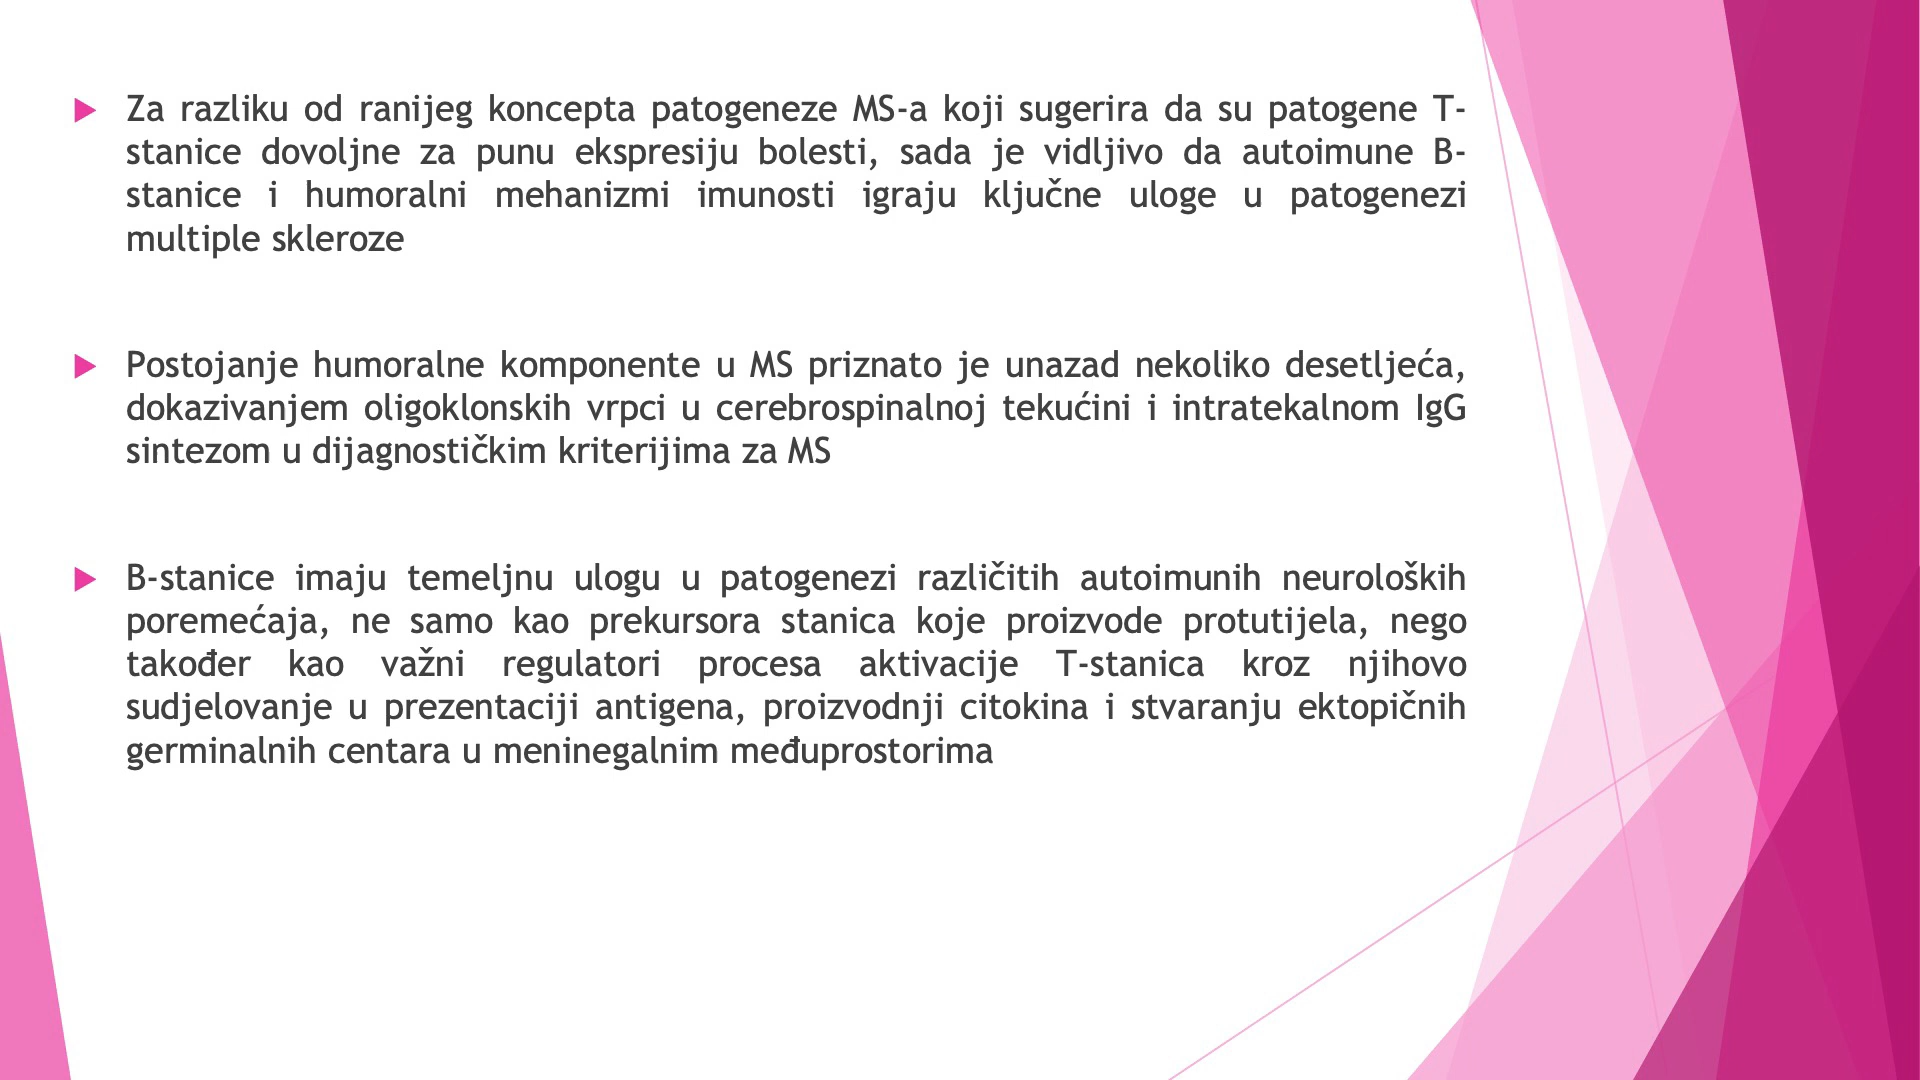 Za razliku od ranijeg koncepta patogeneze MS-a koji sugerira da su patogene T-
stanice dovoljne za punu ekspresiju bolesti, sada je vidljivo da autoimune B-
stanice i humoralni mehanizmi imunosti igraju ključne uloge u patogenezi
multiple skleroze
Postojanje humoralne komponente u MS priznato je unazad nekoliko desetljeća,
dokazivanjem oligoklonskih vrpci u cerebrospinalnoj tekućini i intratekalnom IgG
sintezom u dijagnostičkim kriterijima za MS
B-stanice imaju temeljnu ulogu u patogenezi različitih autoimunih neuroloških
poremećaja, ne samo kao prekursora stanica koje proizvode protutijela, nego
također kao važni regulatori procesa aktivacije T-stanica kroz njihovo
sudjelovanje u prezentaciji antigena, proizvodnji citokina i stvaranju ektopičnih
germinalnih centara u meninegalnim međuprostorima